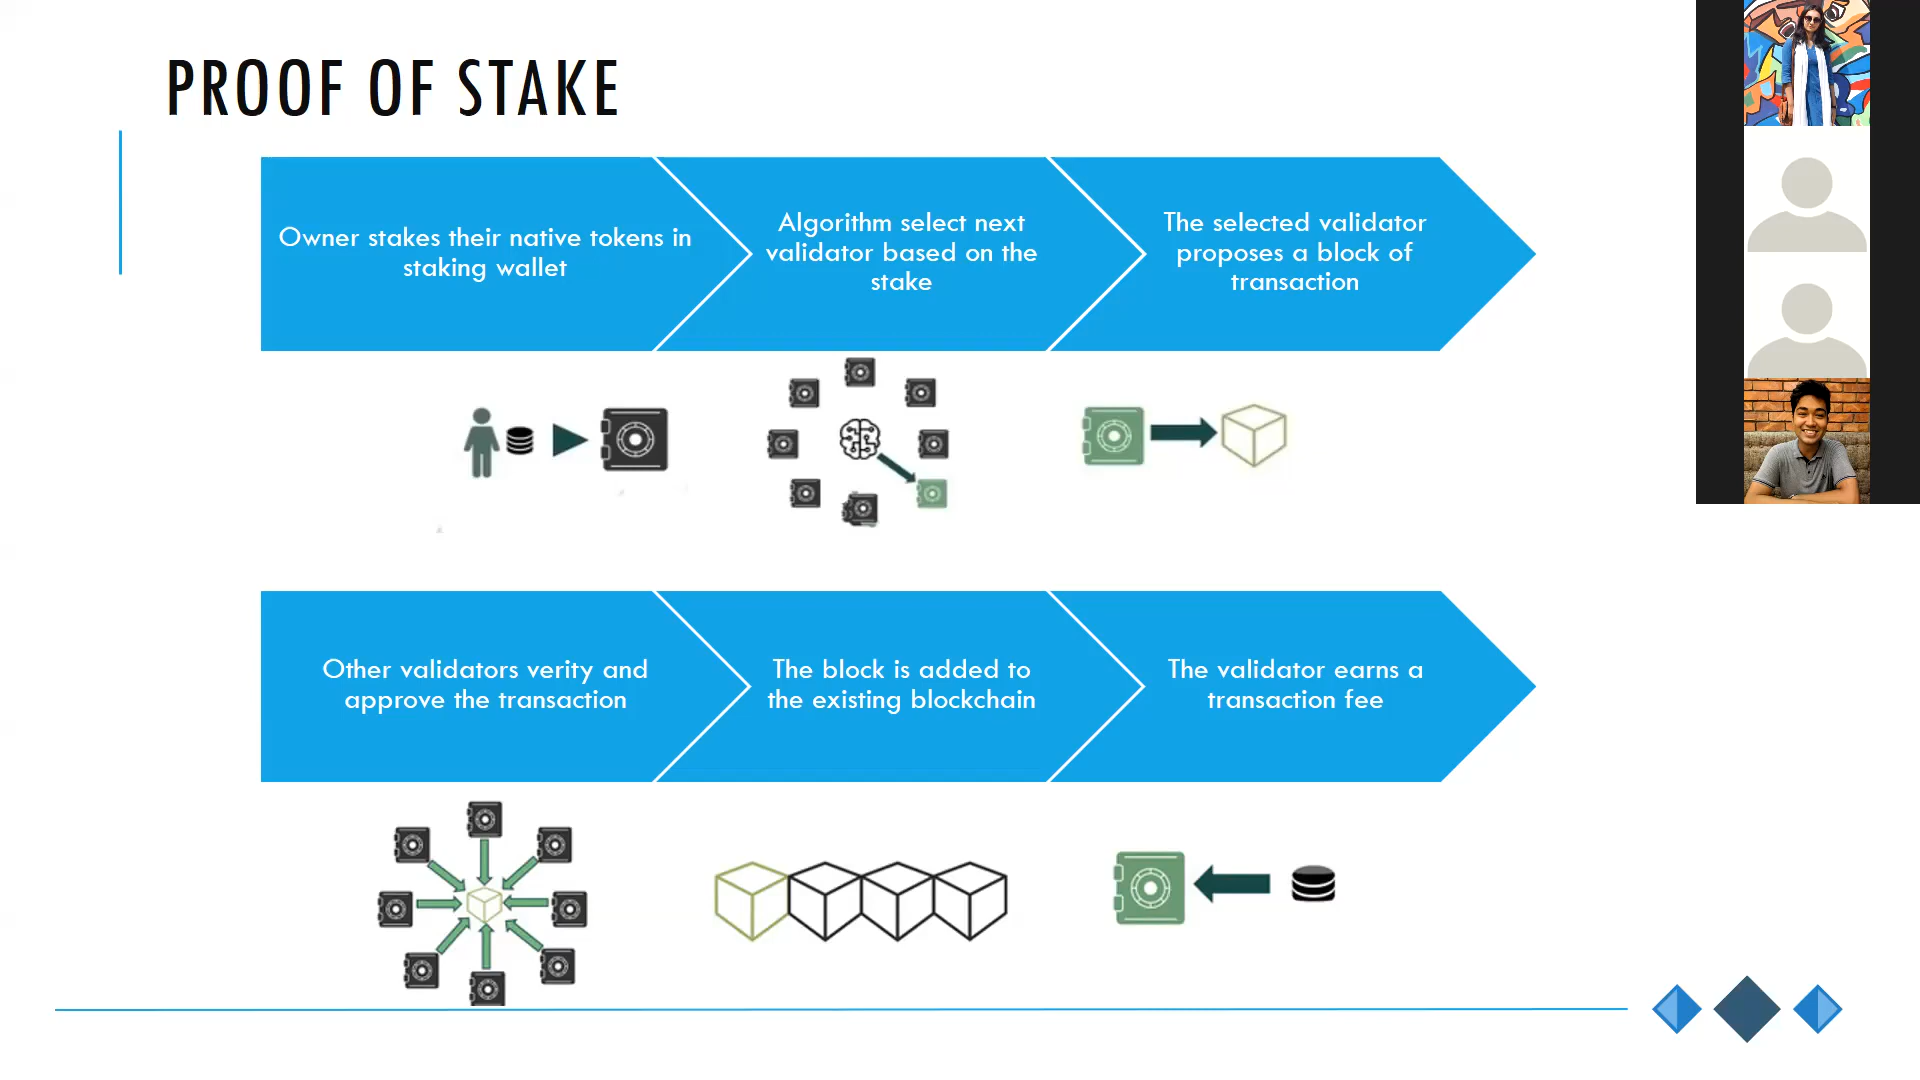 PROOF OF STAKE
Owner stakes their native tokens in
staking wallet
Algorithm select next
validator based on the
stake
The selected validator
proposes a block of
transaction
Other validators verity and
approve the transaction
The block is added to
the existing blockchain
The validator earns a
transaction fee